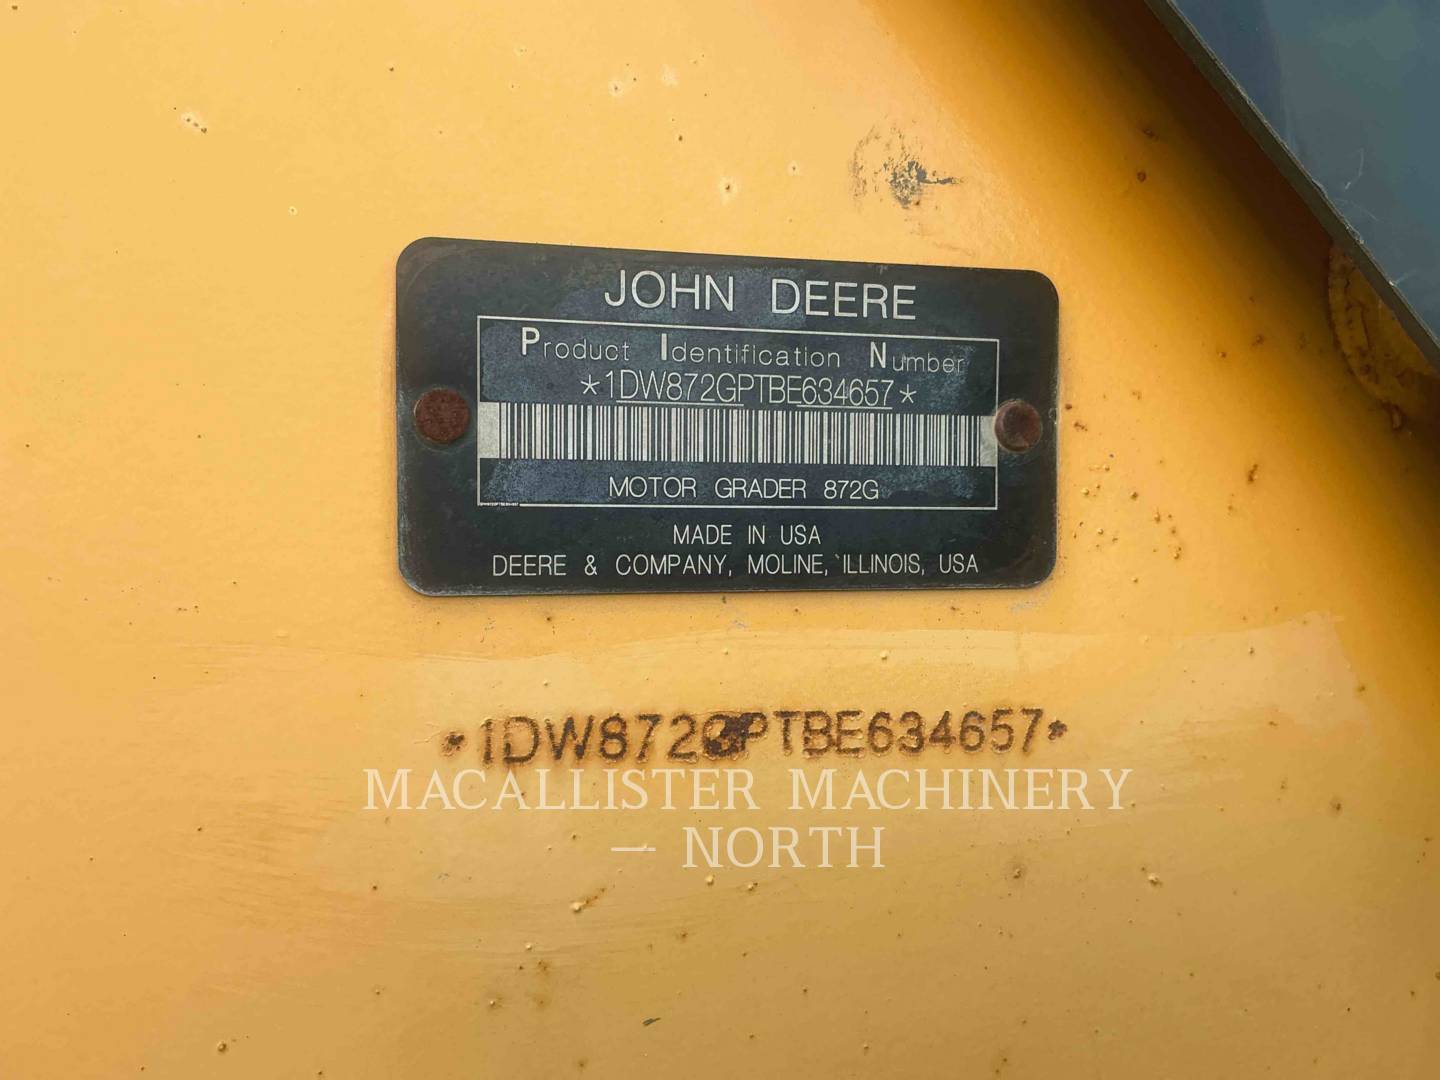 JOHN DEERE
Product Identification Number
*1DW872GPTBE634657*
MOTOR GRADER 872G
MADE IN USA
DEERE & COMPANY, MOLINE, ILLINOIS, USA
*1DW872GPTBE634657*
MACALLISTER MACHINERY
— NORTH